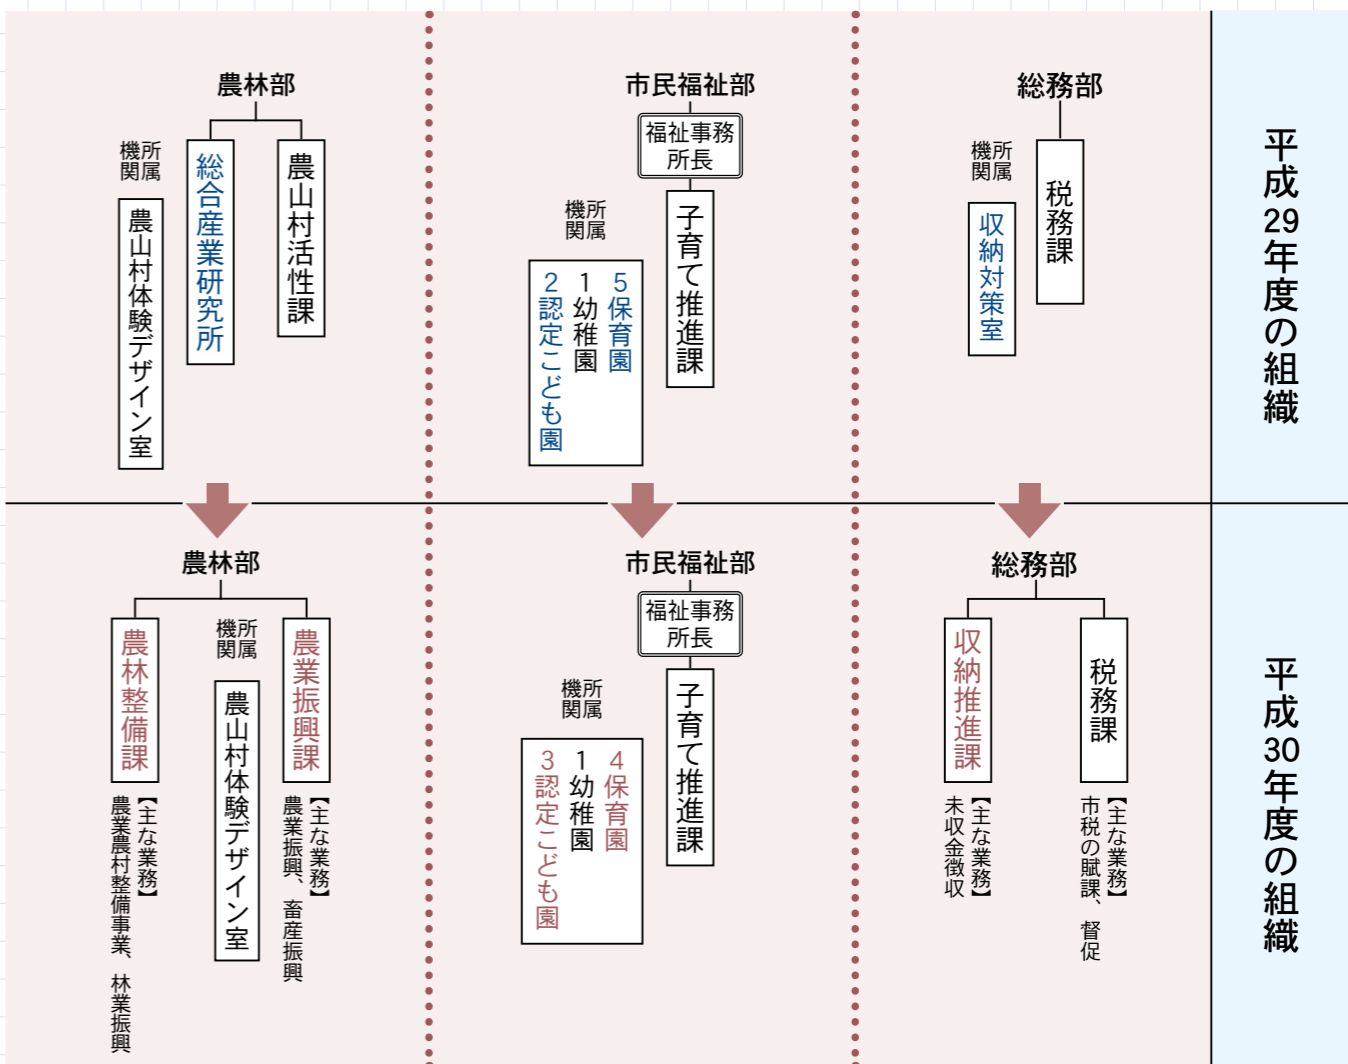 平成29年度の組織
総務部
税務課
所属
機関
収納対策室
市民福祉部
福祉事務
所長
子育て推進課
所属
機関
5保育園
1幼稚園
2認定こども園
農林部
農山村活性課
総合産業研究所
所属
機関
農山村体験デザイン室
平成30年度の組織
総務部
税務課
【主な業務】
市税の賦課、督促
収納推進課
【主な業務】
未収金徴収
市民福祉部
福祉事務
所長
子育て推進課
所属
機関
4保育園
1幼稚園
3認定こども園
農林部
農業振興課
【主な業務】
農業振興、畜産振興
所属
機関
農山村体験デザイン室
農林整備課
【主な業務】
農業農村整備事業、林業振興